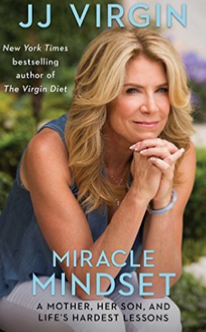 JJ VIRGIN
New York Times
bestselling
author of
The Virgin Diet
MIRACLE
MINDSET
A MOTHER, HER SON, AND
LIFE'S HARDEST LESSONS